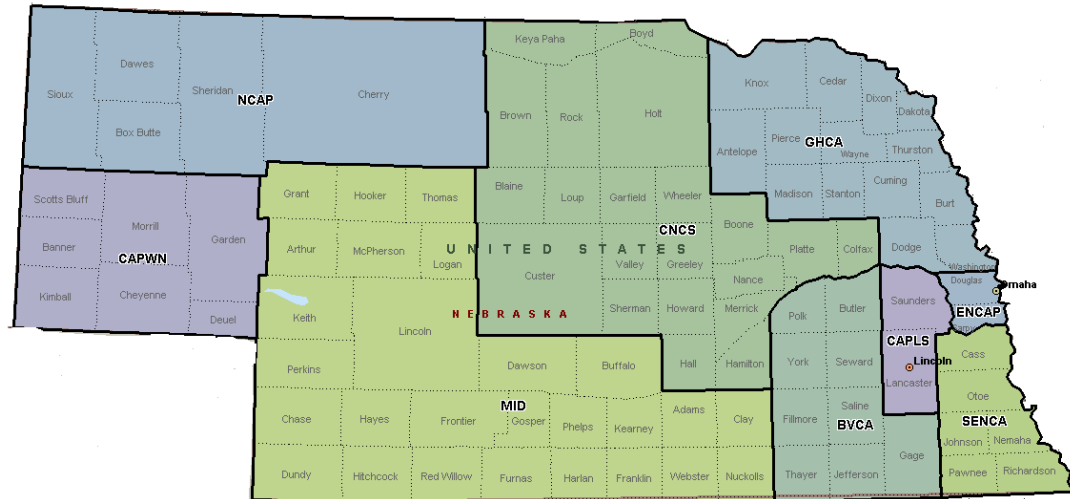 Keya Paha
Boyd
Dawes
Sioux
Sheridan
Cherry
NCAP
Box Butte
Brown
Rock
Holt
Knox
Cedar
Dixon
Dakota
Antelope
Pierce
GHCA
Wayne
Thurston
Madison
Stanton
Cuming
Burt
Scotts Bluff
Morrill
Garden
Banner
CAPWN
Kimball
Cheyenne
Deuel
Grant
Hooker
Thomas
Arthur
McPherson
Logan
Blaine
Loup
Garfield
Wheeler
Boone
CNCS
UNITED STATES
Custer
Valley
Greeley
Nance
Platte
Colfax
Dodge
Washington
Douglas
Omaha
ENCAP
Keith
Lincoln
NEBRASKA
Sherman
Howard
Merrick
Polk
Butler
Saunders
CAPLS
Lincoln
Lancaster
Cass
Perkins
Dawson
Buffalo
Hall
Hamilton
York
Seward
Otoe
MID
Chase
Hayes
Frontier
Gosper
Phelps
Kearney
Adams
Clay
Fillmore
Saline
BVCA
SENCA
Johnson
Nemaha
Dundy
Hitchcock
Red Willow
Furnas
Harlan
Franklin
Webster
Nuckolls
Thayer
Jefferson
Gage
Pawnee
Richardson